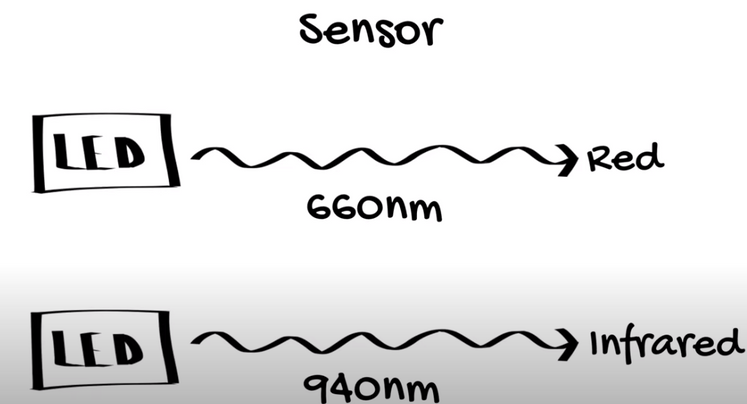 Sensor
LED Red
660nm
LED Infrared
940nm